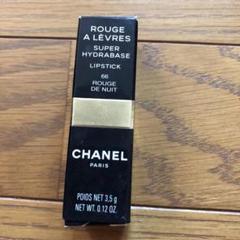 ROUGE
A LÈVRES
SUPER
HYDRABASE
LIPSTICK
66
ROUGE
DE NUIT
CHANEL
PARIS
POIDS NET 3,5 g
NET WT. 0.12 OZ.